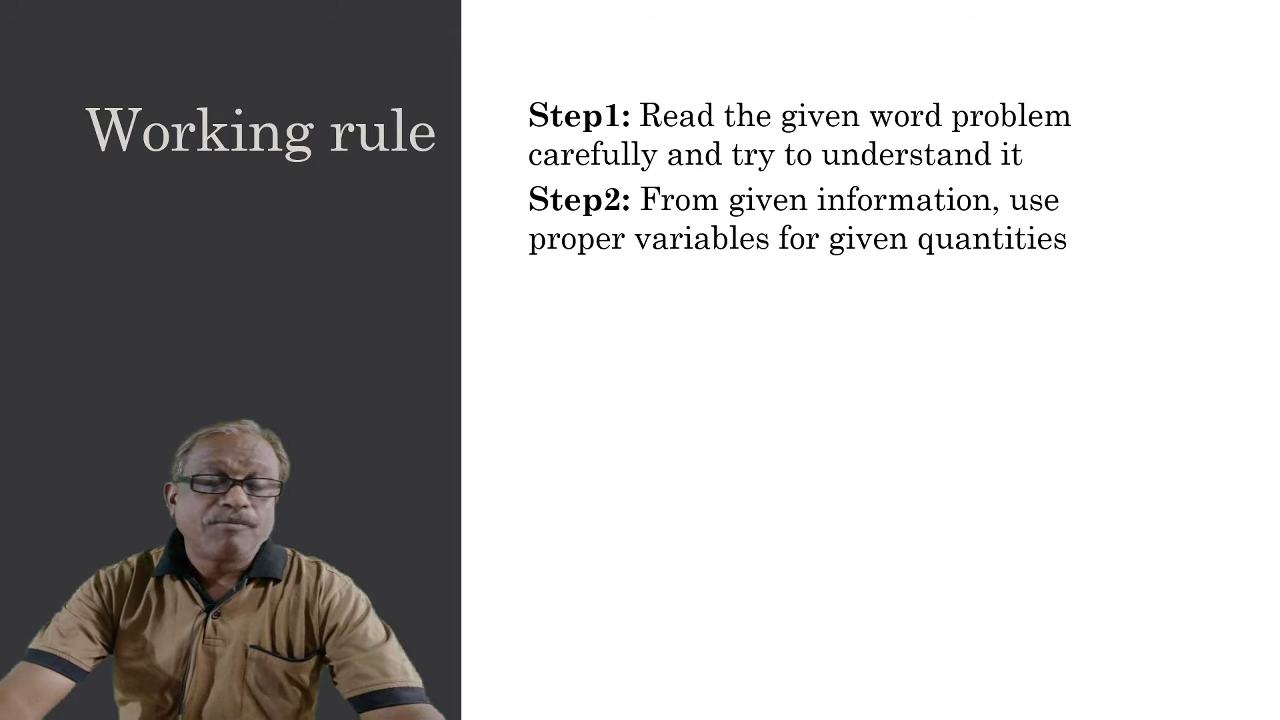 Working rule
Step1: Read the given word problem
carefully and try to understand it
Step2: From given information, use
proper variables for given quantities